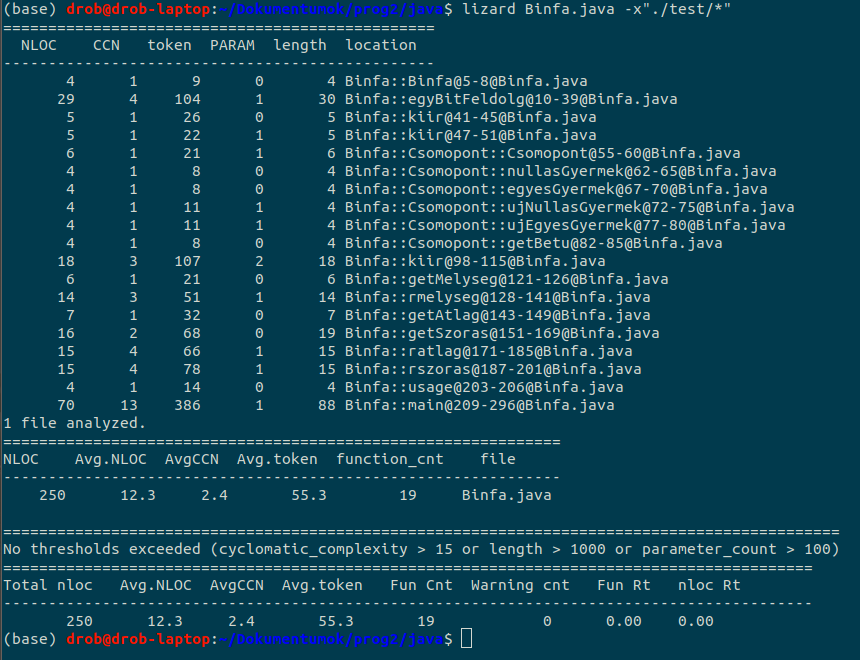 (base) drob@drob-laptop:~/Dokumentumok/prog2/java$ lizard Binfa.java -x"./test/*"
================================================
  NLOC    CCN   token  PARAM  length  location
------------------------------------------------
       4      1      9      0       4 Binfa::Binfa@5-8@Binfa.java
      29      4    104      1      30 Binfa::egyBitFeldolg@10-39@Binfa.java
       5      1     26      0       5 Binfa::kiir@41-45@Binfa.java
       5      1     22      1       5 Binfa::kiir@47-51@Binfa.java
       6      1     21      1       6 Binfa::Csomopont::Csomopont@55-60@Binfa.java
       4      1      8      0       4 Binfa::Csomopont::nullasGyermek@62-65@Binfa.java
       4      1      8      0       4 Binfa::Csomopont::egyesGyermek@67-70@Binfa.java
       4      1     11      1       4 Binfa::Csomopont::ujNullasGyermek@72-75@Binfa.java
       4      1     11      1       4 Binfa::Csomopont::ujEgyesGyermek@77-80@Binfa.java
       4      1      8      0       4 Binfa::Csomopont::getBetu@82-85@Binfa.java
      18      3    107      2      18 Binfa::kiir@98-115@Binfa.java
       6      1     21      0       6 Binfa::getMelyseg@121-126@Binfa.java
      14      3     51      1      14 Binfa::rmelyseg@128-141@Binfa.java
       7      1     32      0       7 Binfa::getAtlag@143-149@Binfa.java
      16      2     68      0      19 Binfa::getSzoras@151-169@Binfa.java
      15      4     66      1      15 Binfa::ratlag@171-185@Binfa.java
      15      4     78      1      15 Binfa::rszoras@187-201@Binfa.java
       4      1     14      0       4 Binfa::usage@203-206@Binfa.java
      70     13    386      1      88 Binfa::main@209-296@Binfa.java
1 file analyzed.
==============================================================
NLOC    Avg.NLOC  AvgCCN  Avg.token  function_cnt    file
--------------------------------------------------------------
    250      12.3     2.4       55.3        19     Binfa.java

=============================================================================================
No thresholds exceeded (cyclomatic_complexity > 15 or length > 1000 or parameter_count > 100)
==========================================================================================
Total nloc   Avg.NLOC  AvgCCN  Avg.token   Fun Cnt  Warning cnt   Fun Rt   nloc Rt
------------------------------------------------------------------------------------------
       250      12.3     2.4       55.3       19            0      0.00    0.00
(base) drob@drob-laptop:~/Dokumentumok/prog2/java$